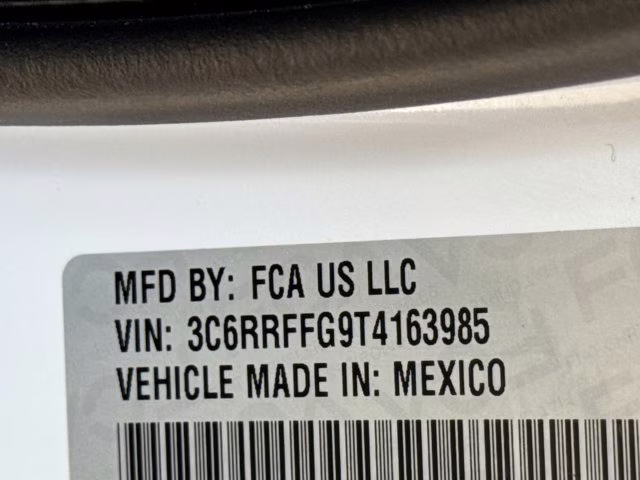 MFD BY: FCA US LLC
VIN: 3C6RRFFG9T4163985
VEHICLE MADE IN: MEXICO